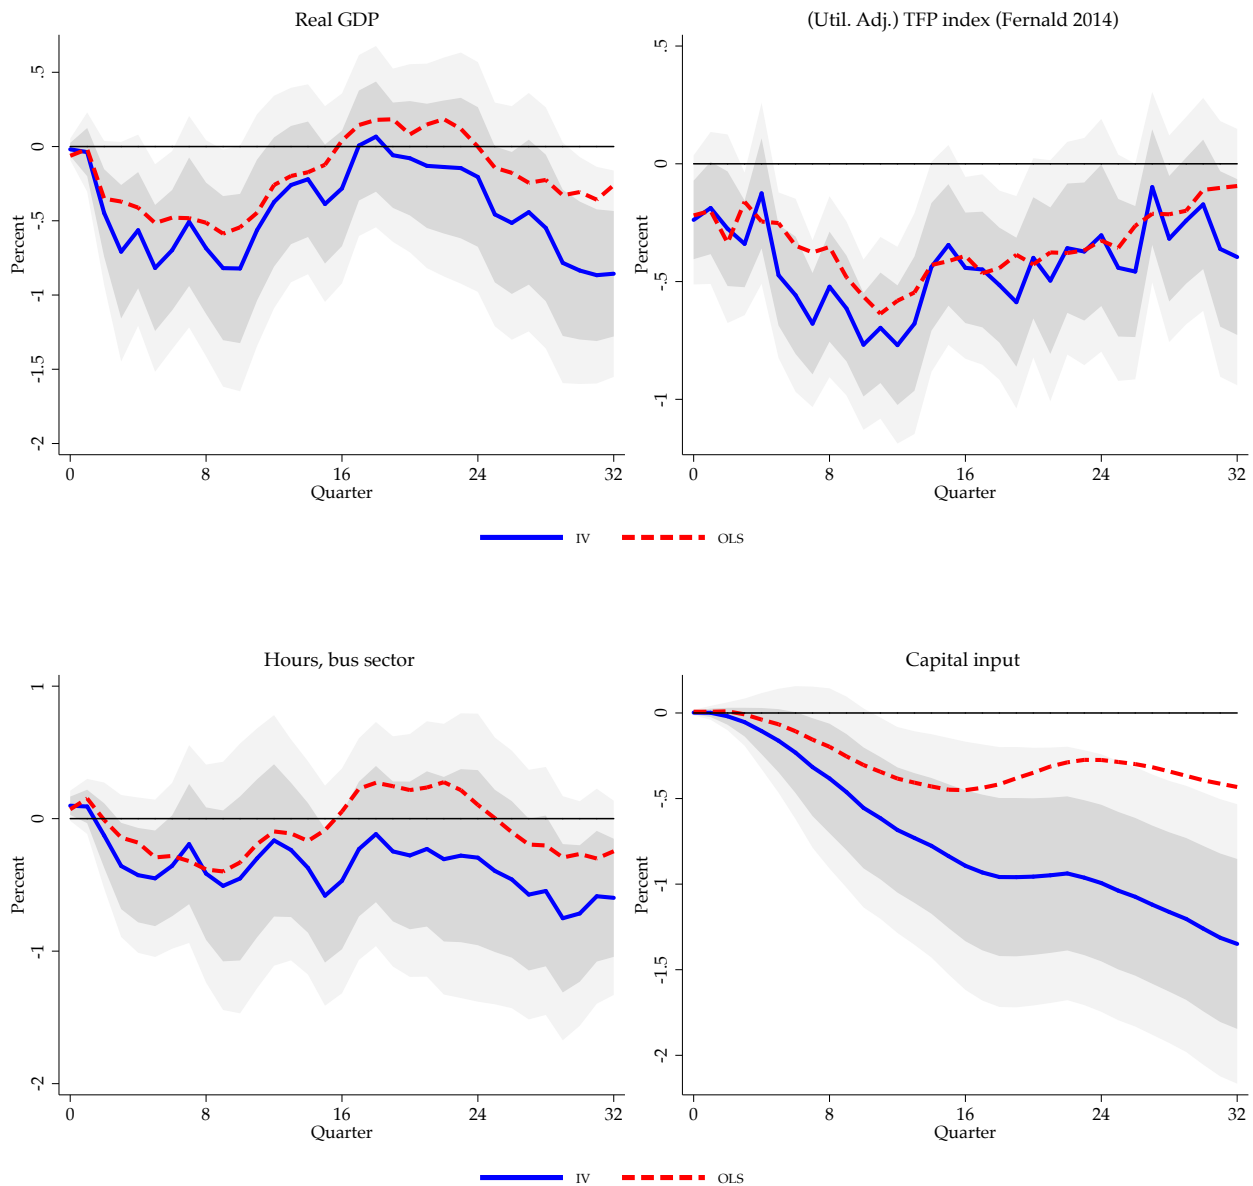 Real GDP
(Util. Adj.) TFP index (Fernald 2014)
Percent
.5
0
-.5
-1
-1.5
-2
0 8 16 24 32
Quarter
Percent
.5
0
-.5
-1
0 8 16 24 32
Quarter
IV OLS
Hours, bus sector
Capital input
Percent
1
0
-1
-2
0 8 16 24 32
Quarter
Percent
0
-.5
-1
-1.5
-2
0 8 16 24 32
Quarter
IV OLS